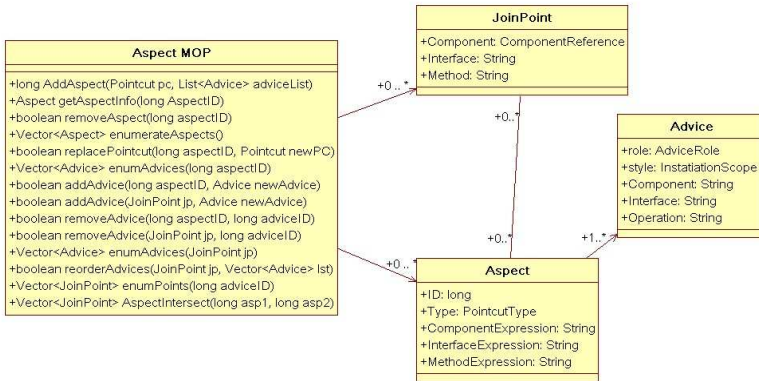 Aspect MOP
+long AddAspect(Pointcut pc, List<Advice> adviceList)
+Aspect getAspectInfo(long AspectID)
+boolean removeAspect(long aspectID)
+Vector<Aspect> enumerateAspects()
+boolean replacePointcut(long aspectID, Pointcut newPC)
+Vector<Advice> enumAdvices(long aspectID)
+boolean addAdvice(long aspectID, Advice newAdvice)
+boolean addAdvice(JoinPoint jp, Advice newAdvice)
+boolean removeAdvice(long aspectID, long adviceID)
+boolean removeAdvice(JoinPoint jp, long adviceID)
+Vector<Advice> enumAdvices(JoinPoint jp)
+boolean reorderAdvices(JoinPoint jp, Vector<Advice> lst)
+Vector<JoinPoint> enumPoints(long adviceID)
+Vector<JoinPoint> AspectIntersect(long asp1, long asp2)
+0..*
+0..*
JoinPoint
+Component: ComponentReference
+Interface: String
+Method: String
+0..*
+0..*
Advice
+role: AdviceRole
+style: InstatiationScope
+Component: String
+Interface: String
+Operation: String
+1..*
Aspect
+ID: long
+Type: PointcutType
+ComponentExpression: String
+InterfaceExpression: String
+MethodExpression: String